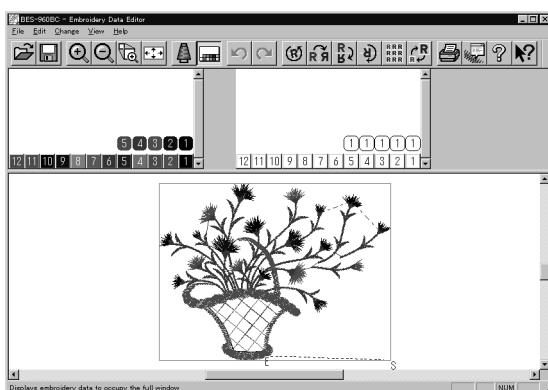 BES-960BC - Embroidery Data Editor
File Edit Change View Help
5 4 3 2 1
1 1 1 1 1
12 11 10 9 8 7 6 5 4 3 2 1
12 11 10 9 8 7 6 5 4 3 2 1
E
S
Displays embroidery data to occupy the full window
NUM